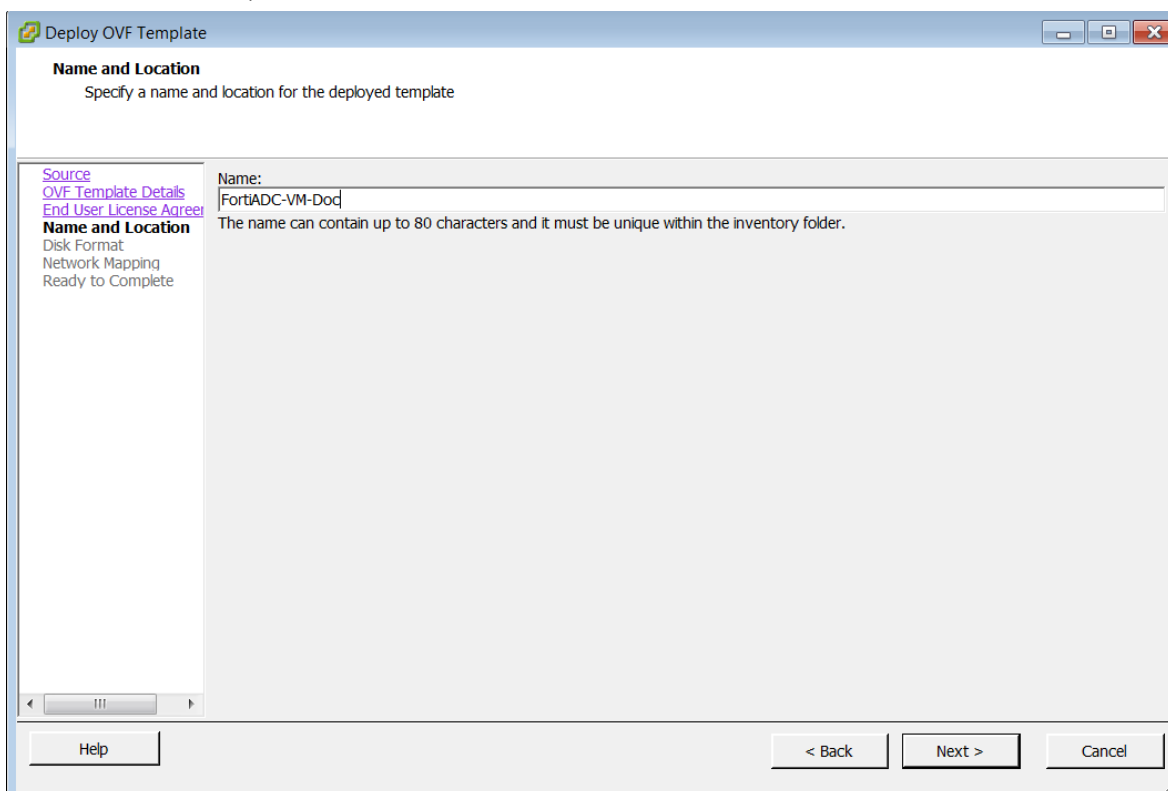 Deploy OVF Template
Name and Location
Specify a name and location for the deployed template
Source
OVF Template Details
End User License Agreer
Name and Location
Disk Format
Network Mapping
Ready to Complete
Name:
FortiADC-VM-Doc
The name can contain up to 80 characters and it must be unique within the inventory folder.
Help
< Back
Next >
Cancel